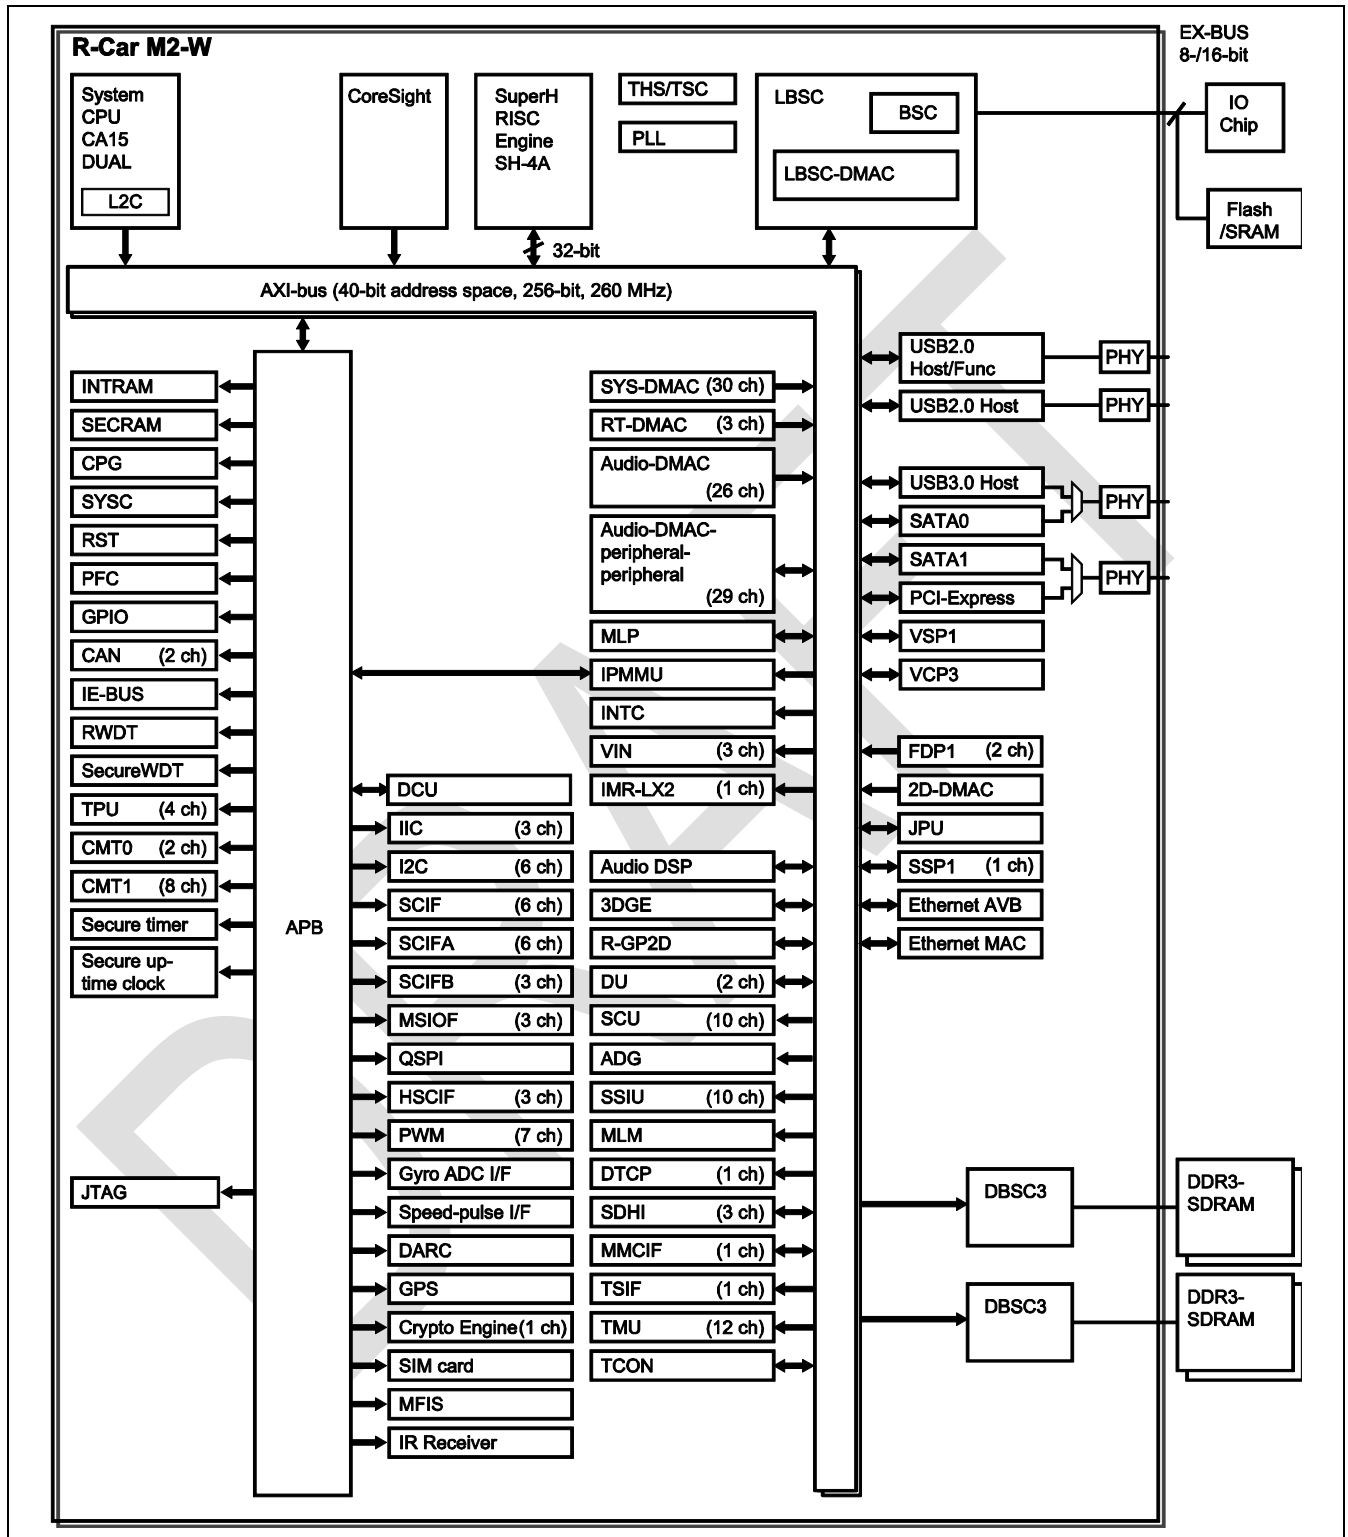 R-Car M2-W
EX-BUS
8-/16-bit
System
CPU
CA15
DUAL
L2C
CoreSight
SuperH
RISC
Engine
SH-4A
THS/TSC
PLL
LBSC
BSC
LBSC-DMAC
IO
Chip
Flash
/SRAM
32-bit
AXI-bus (40-bit address space, 256-bit, 260 MHz)
INTRAM
SECRAM
CPG
SYSC
RST
PFC
GPIO
CAN (2 ch)
IE-BUS
RWDT
SecureWDT
TPU (4 ch)
CMT0 (2 ch)
CMT1 (8 ch)
Secure timer
Secure up-
time clock
JTAG
APB
DCU
IIC (3 ch)
I2C (6 ch)
SCIF (6 ch)
SCIFA (6 ch)
SCIFB (3 ch)
MSIOF (3 ch)
QSPI
HSCIF (3 ch)
PWM (7 ch)
Gyro ADC I/F
Speed-pulse I/F
DARC
GPS
Crypto Engine(1 ch)
SIM card
MFIS
IR Receiver
SYS-DMAC (30 ch)
RT-DMAC (3 ch)
Audio-DMAC
(26 ch)
Audio-DMAC-
peripheral-
peripheral
(29 ch)
MLP
IPMMU
INTC
VIN (3 ch)
IMR-LX2 (1 ch)
Audio DSP
3DGE
R-GP2D
DU (2 ch)
SCU (10 ch)
ADG
SSIU (10 ch)
MLM
DTCP (1 ch)
SDHI (3 ch)
MMCIF (1 ch)
TSIF (1 ch)
TMU (12 ch)
TCON
USB2.0
Host/Func
PHY
USB2.0 Host
PHY
USB3.0 Host
SATA0
PHY
SATA1
PCI-Express
PHY
VSP1
VCP3
FDP1 (2 ch)
2D-DMAC
JPU
SSP1 (1 ch)
Ethernet AVB
Ethernet MAC
DBSC3
DDR3-
SDRAM
DBSC3
DDR3-
SDRAM
DRAFT